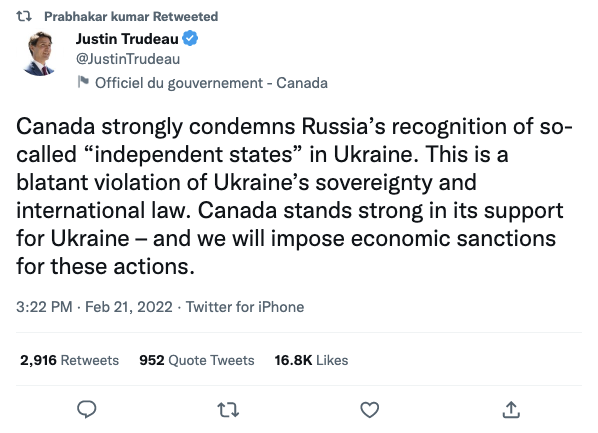 Prabhakar kumar Retweeted
Justin Trudeau
@JustinTrudeau
Officiel du gouvernement - Canada
Canada strongly condemns Russia’s recognition of so-
called “independent states” in Ukraine. This is a
blatant violation of Ukraine’s sovereignty and
international law. Canada stands strong in its support
for Ukraine – and we will impose economic sanctions
for these actions.
3:22 PM · Feb 21, 2022 · Twitter for iPhone
2,916 Retweets 952 Quote Tweets 16.8K Likes